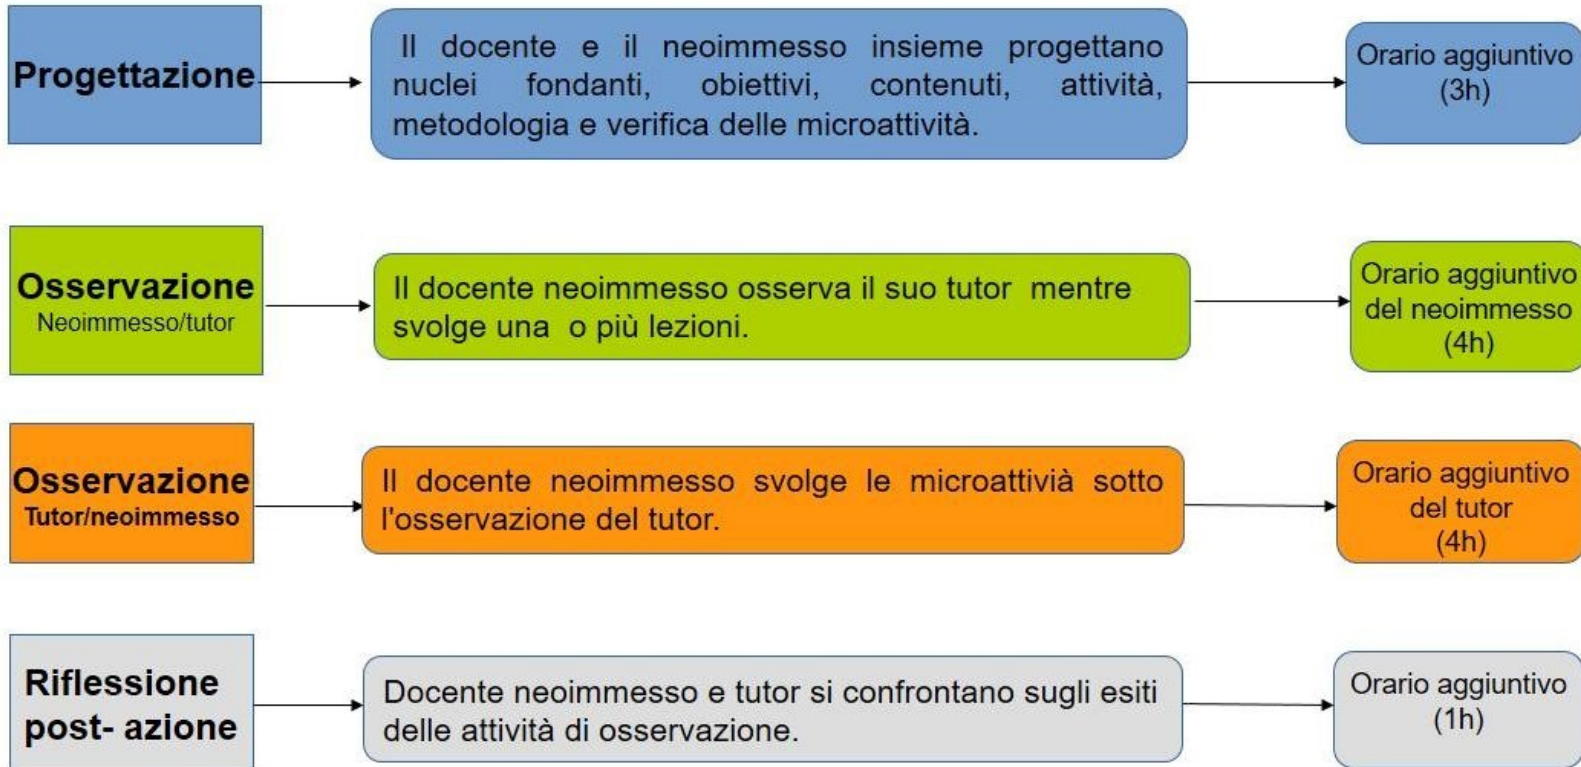 Progettazione
Il docente e il neoimmesso insieme progettano
nuclei fondanti, obiettivi, contenuti, attività,
metodologia e verifica delle microattività.
Orario aggiuntivo
(3h)
Osservazione
Neoimmesso/tutor
Il docente neoimmesso osserva il suo tutor mentre
svolge una o più lezioni.
Orario aggiuntivo
del neoimmesso
(4h)
Osservazione
Tutor/neoimmesso
Il docente neoimmesso svolge le microattivià sotto
l'osservazione del tutor.
Orario aggiuntivo
del tutor
(4h)
Riflessione
post- azione
Docente neoimmesso e tutor si confrontano sugli esiti
delle attività di osservazione.
Orario aggiuntivo
(1h)